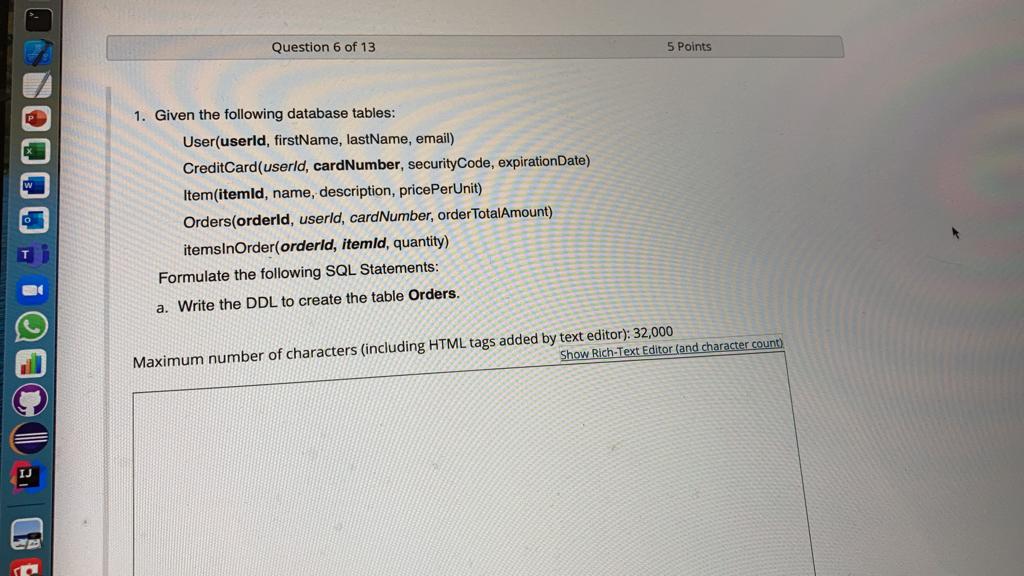 Question 6 of 13
5 Points
1. Given the following database tables:
User(userId, firstName, lastName, email)
CreditCard(userId, cardNumber, securityCode, expirationDate)
Item(itemId, name, description, pricePerUnit)
Orders(orderId, userId, cardNumber, orderTotalAmount)
itemsInOrder(orderId, itemId, quantity)
Formulate the following SQL Statements:
a. Write the DDL to create the table Orders.
Maximum number of characters (including HTML tags added by text editor): 32,000
Show Rich-Text Editor (and character count)
P
X
W
O
T
IJ